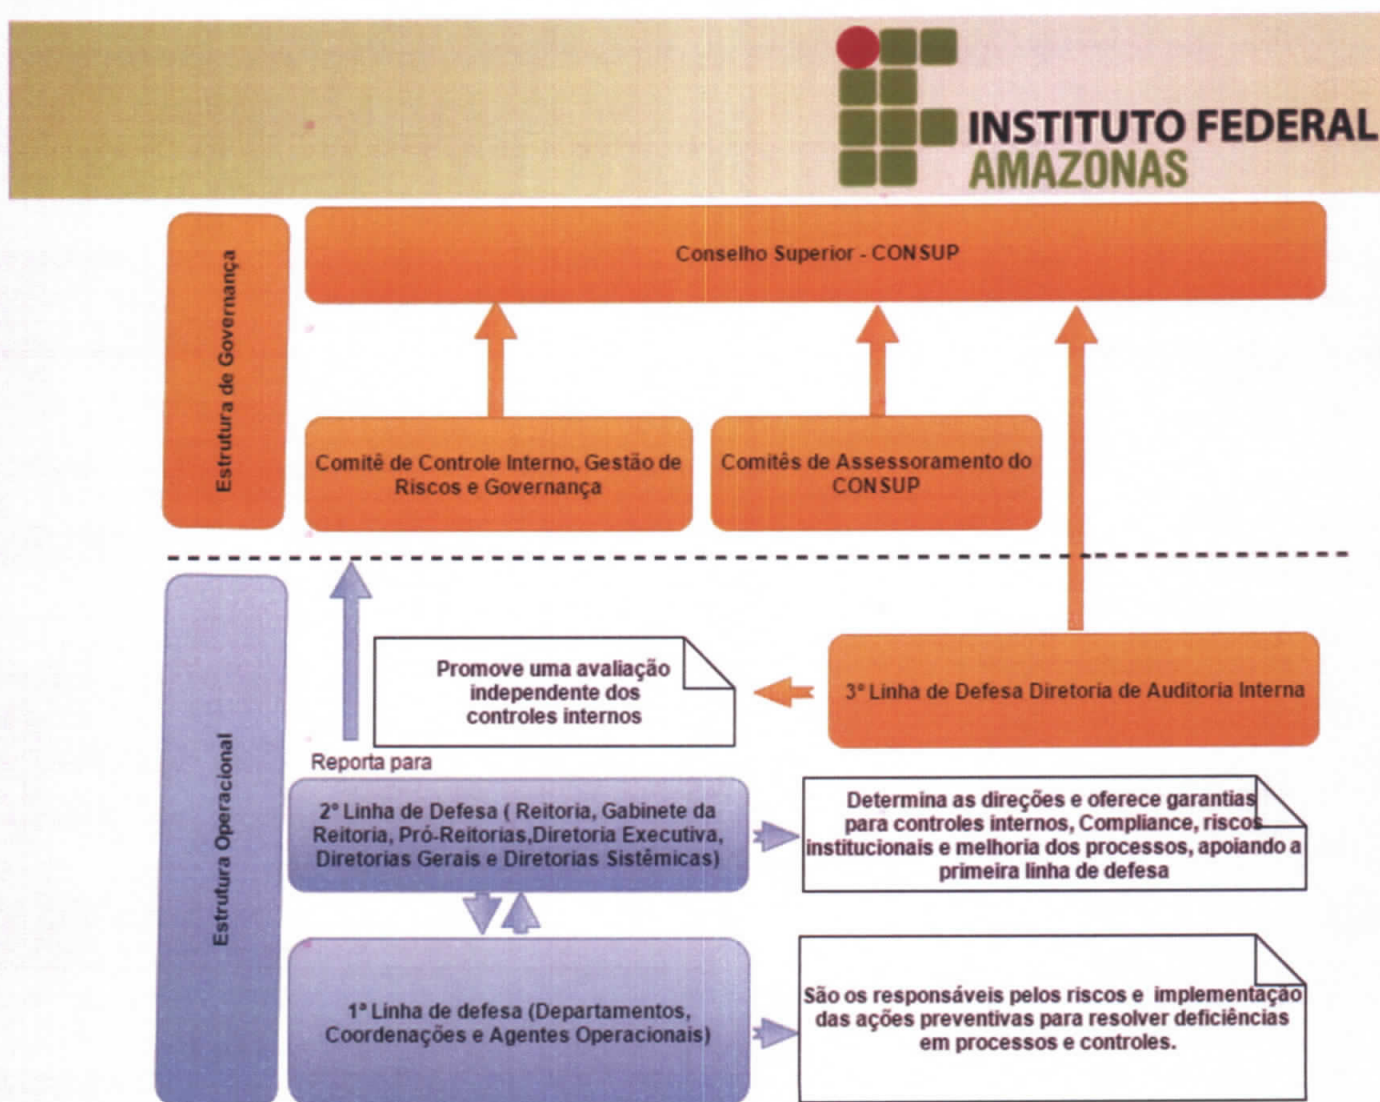 INSTITUTO FEDERAL
AMAZONAS
Estrutura de Governança
Conselho Superior - CONSUP
Comitê de Controle Interno, Gestão de
Riscos e Governança
Comitês de Assessoramento do
CONSUP
Estrutura Operacional
Promove uma avaliação
independente dos
controles internos
3ª Linha de Defesa Diretoria de Auditoria Interna
Reporta para
2ª Linha de Defesa ( Reitoria, Gabinete da
Reitoria, Pró-Reitorias,Diretoria Executiva,
Diretorias Gerais e Diretorias Sistêmicas)
Determina as direções e oferece garantias
para controles internos, Compliance, riscos
institucionais e melhoria dos processos, apoiando a
primeira linha de defesa
1ª Linha de defesa (Departamentos,
Coordenações e Agentes Operacionais)
São os responsáveis pelos riscos e implementação
das ações preventivas para resolver deficiências
em processos e controles.